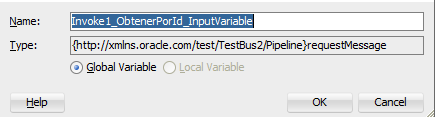 Name: Invoke1_ObtenerPorId_InputVariable
Type: {http://xmlns.oracle.com/test/TestBus2/Pipeline}requestMessage
Global Variable Local Variable
Help OK Cancel